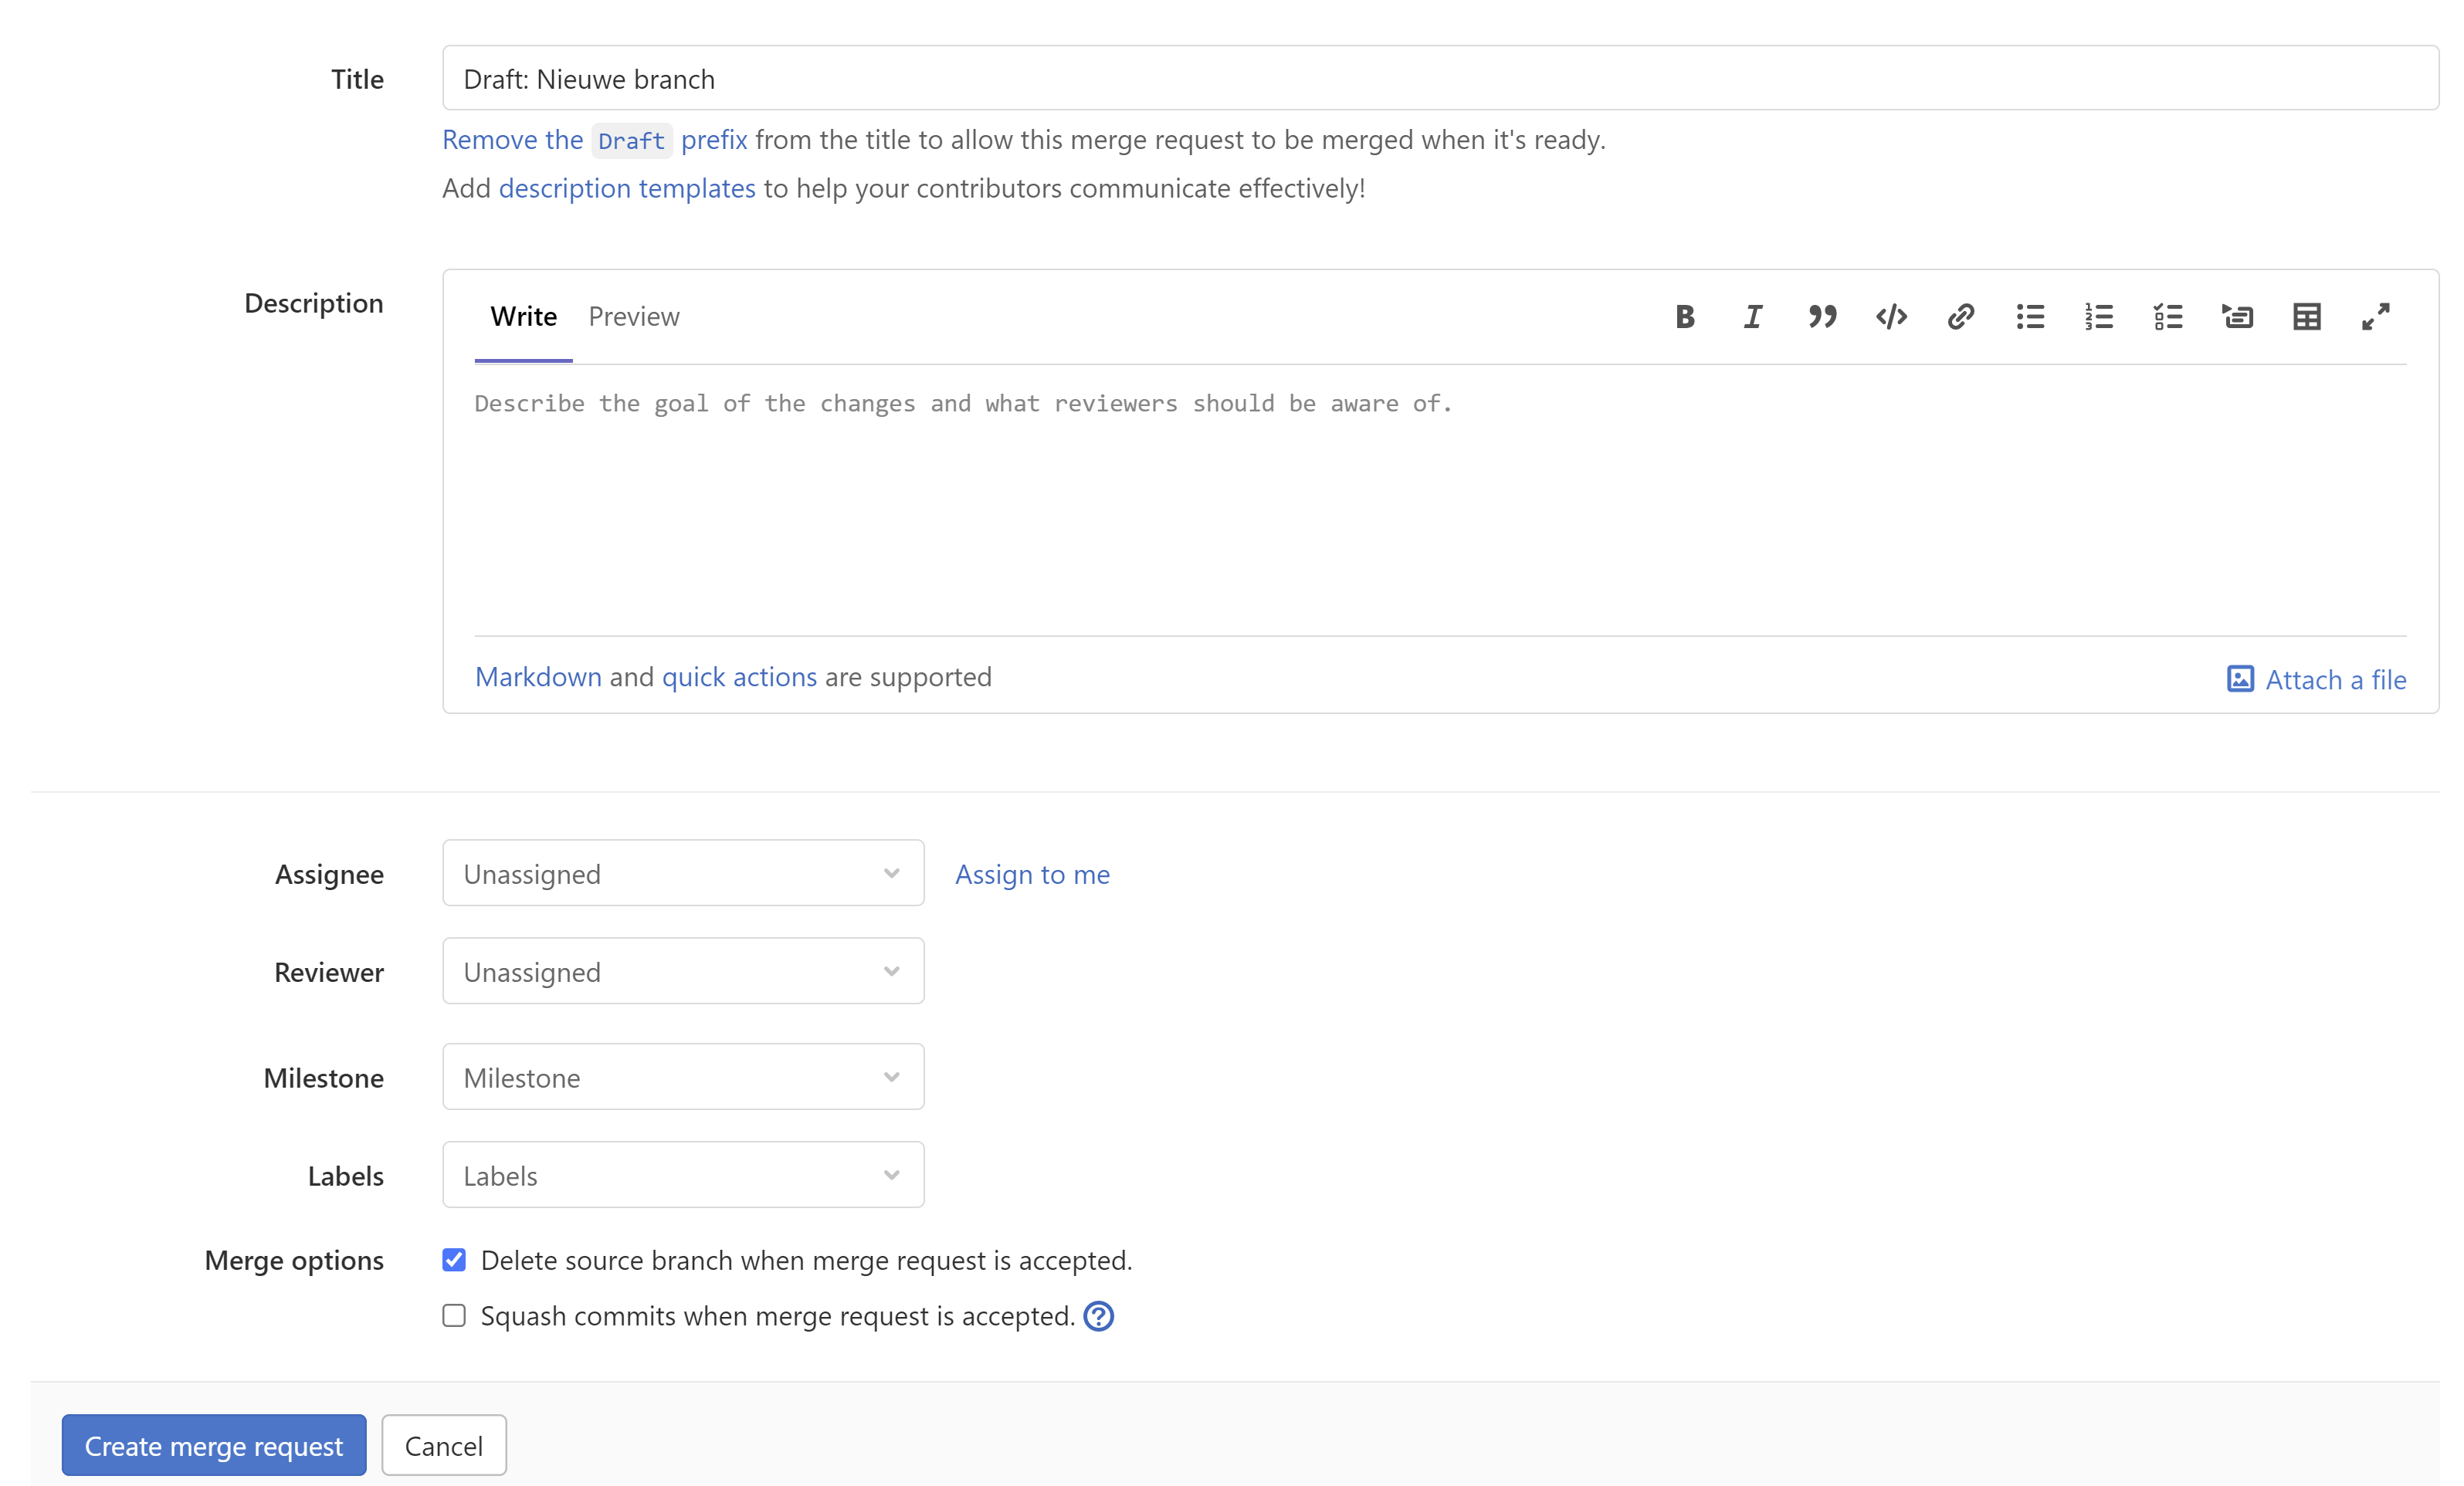 Title
Draft: Nieuwe branch
Remove the Draft prefix from the title to allow this merge request to be merged when it's ready.
Add description templates to help your contributors communicate effectively!
Description
Write Preview
Describe the goal of the changes and what reviewers should be aware of.
Markdown and quick actions are supported
Attach a file
Assignee
Unassigned
Assign to me
Reviewer
Unassigned
Milestone
Milestone
Labels
Labels
Merge options
Delete source branch when merge request is accepted.
Squash commits when merge request is accepted.
Create merge request
Cancel